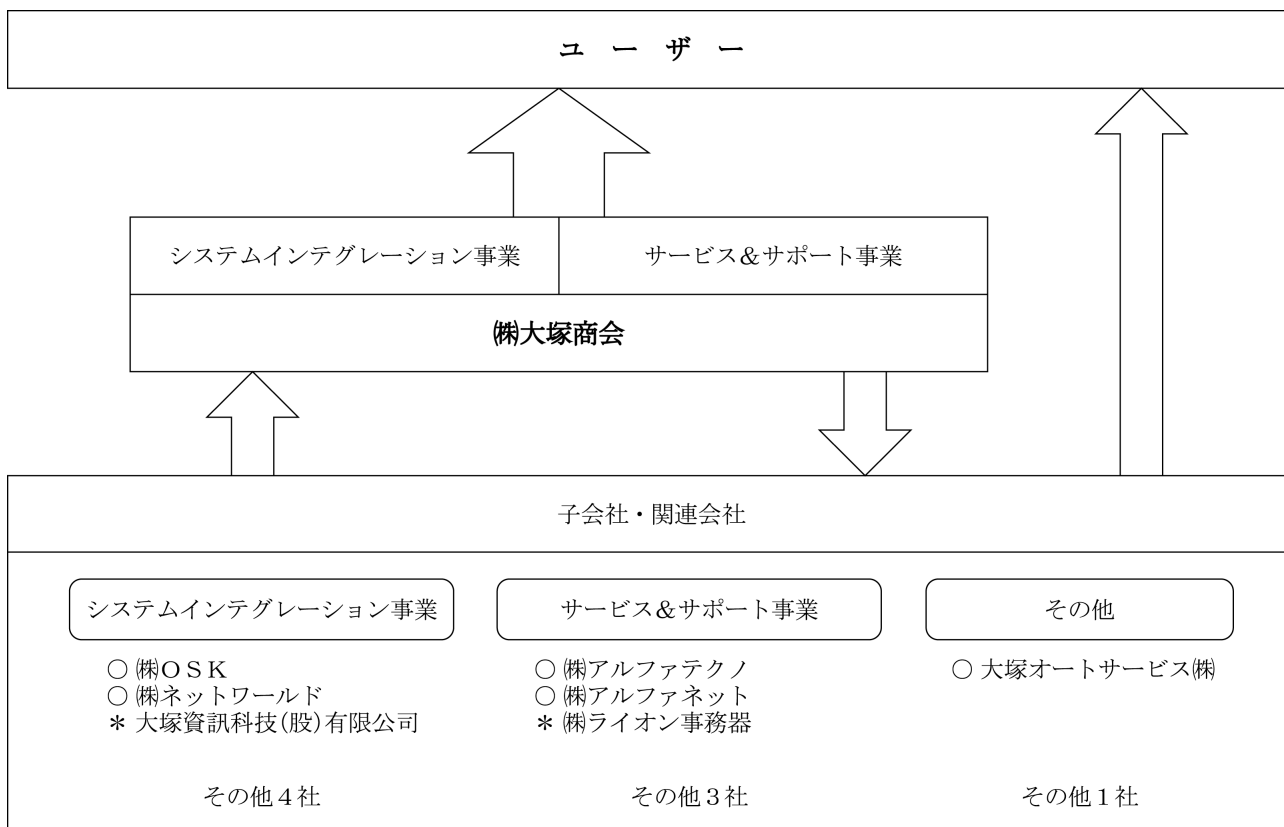 ユ ー ザ ー
システムインテグレーション事業
サービス&サポート事業
㈱大塚商会
子会社・関連会社
システムインテグレーション事業
○ ㈱OSK
○ ㈱ネットワールド
* 大塚資訊科技(股)有限公司
その他4社
サービス&サポート事業
○ ㈱アルファテクノ
○ ㈱アルファネット
* ㈱ライオン事務器
その他3社
その他
○ 大塚オートサービス㈱
その他1社